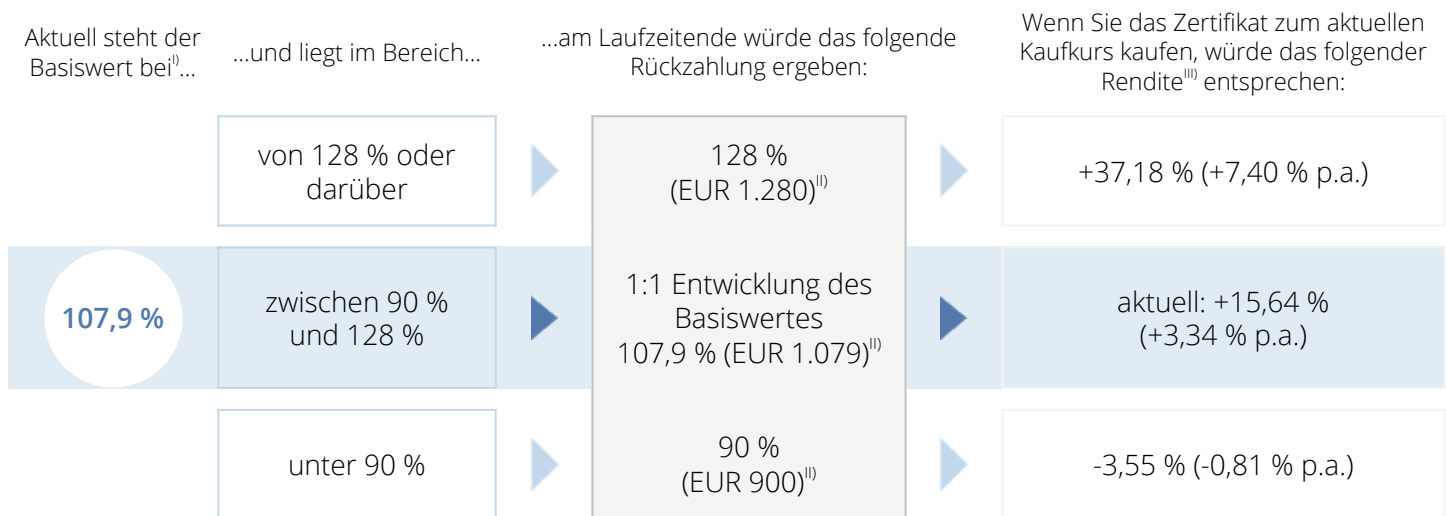 Aktuell steht der
Basiswert bei^I)...
...und liegt im Bereich...
...am Laufzeitende würde das folgende
Rückzahlung ergeben:
Wenn Sie das Zertifikat zum aktuellen
Kaufkurs kaufen, würde das folgender
Rendite^III) entsprechen:
von 128 % oder
darüber
128 %
(EUR 1.280)^II)
+37,18 % (+7,40 % p.a.)
107,9 %
zwischen 90 %
und 128 %
1:1 Entwicklung des
Basiswertes
107,9 % (EUR 1.079)^II)
aktuell: +15,64 %
(+3,34 % p.a.)
unter 90 %
90 %
(EUR 900)^II)
-3,55 % (-0,81 % p.a.)